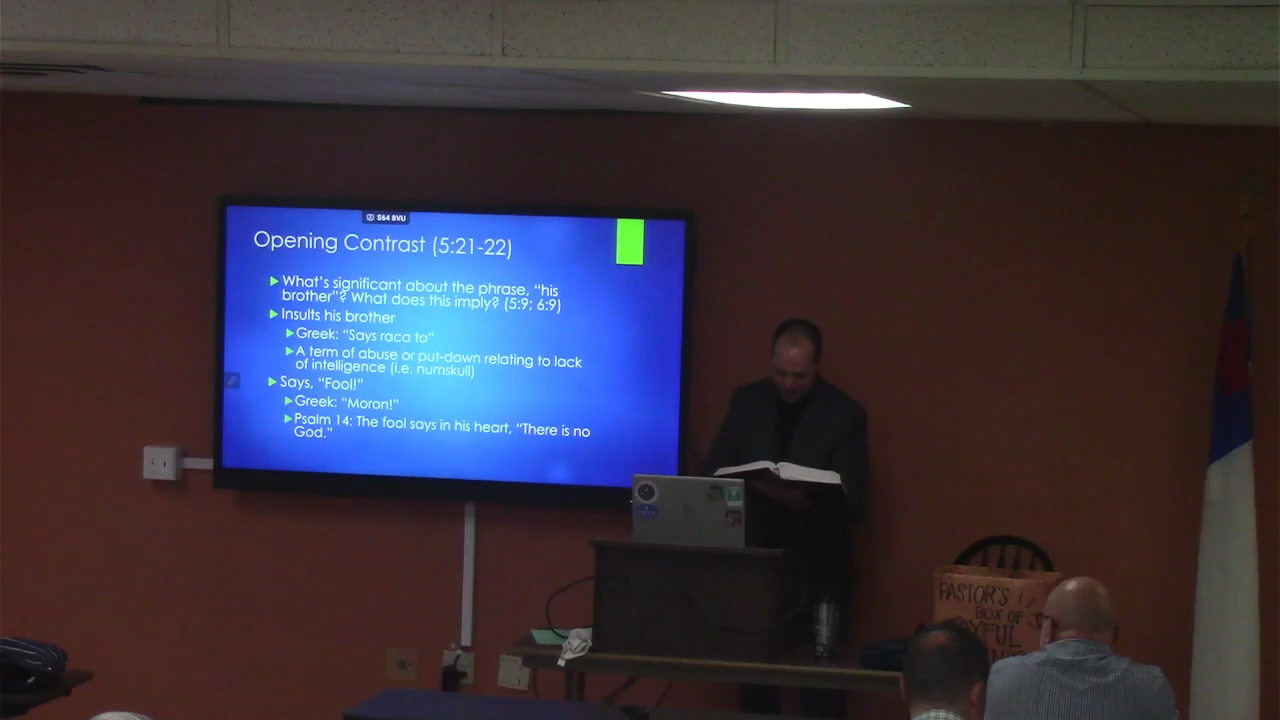 S64 8VU
Opening Contrast (5:21-22)
What's significant about the phrase, "his
brother"? What does this imply? (5:9; 6:9)
Insults his brother
Greek: "Says raca to"
A term of abuse or put-down relating to lack
of intelligence (i.e. numskull)
Says, "Fool!"
Greek: "Moron!"
Psalm 14: The fool says in his heart, "There is no
God."
PASTOR'S
BOX OF